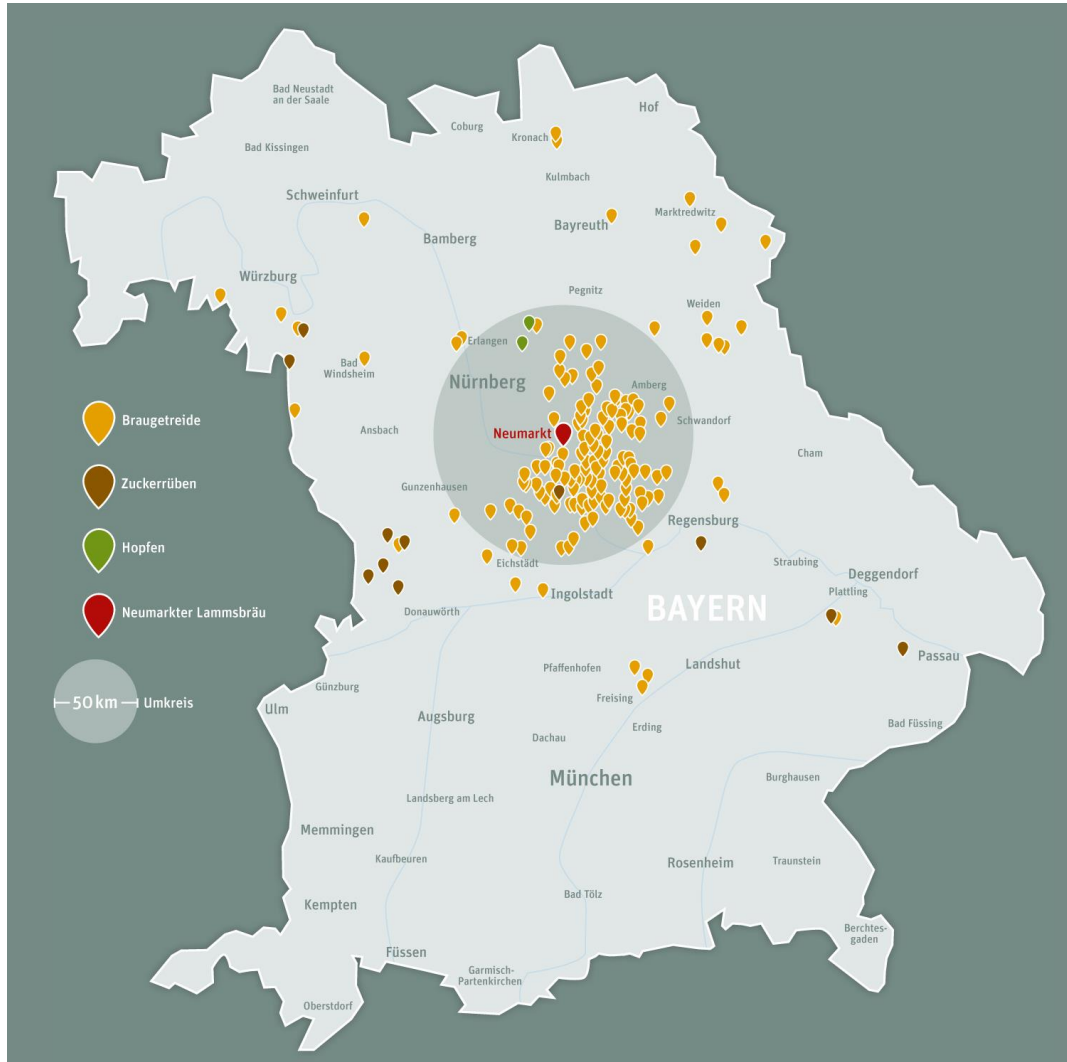 Bad Neustadt
an der Saale
Hof
Coburg
Kronach
Bad Kissingen
Kulmbach
Schweinfurt
Marktredwitz
Bayreuth
Bamberg
Würzburg
Pegnitz
Weiden
Erlangen
Bad
Windsheim
Nürnberg
Amberg
Braugetreide
Schwandorf
Ansbach
Neumarkt
Cham
Zuckerrüben
Gunzenhausen
Regensburg
Hopfen
Eichstädt
Straubing
Deggendorf
Plattling
Ingolstadt
BAYERN
Neumarkter Lammsbräu
Donauwörth
Passau
Pfaffenhofen
Landshut
Günzburg
Freising
50 km
Umkreis
Ulm
Augsburg
Erding
Bad Füssing
Dachau
München
Burghausen
Landsberg am Lech
Memmingen
Kaufbeuren
Rosenheim
Traunstein
Bad Tölz
Kempten
Berchtes-
gaden
Füssen
Garmisch-
Partenkirchen
Oberstdorf